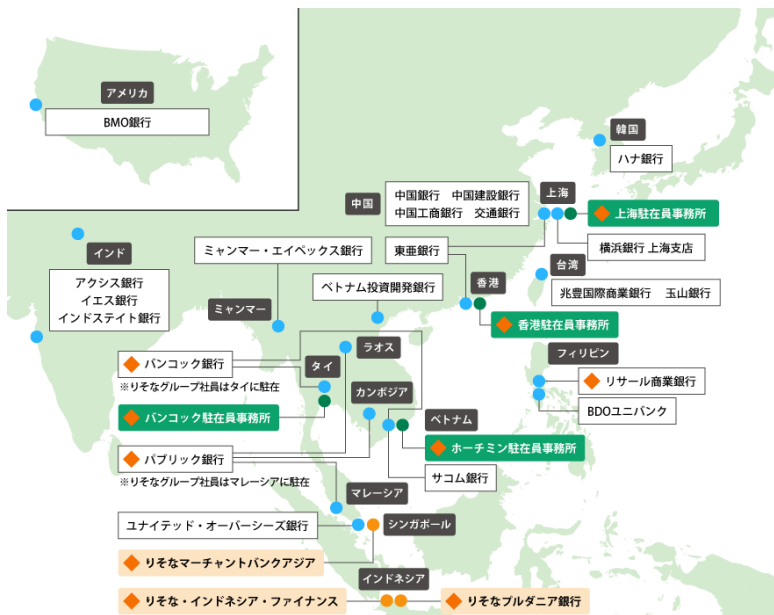 アメリカ
BMO銀行
韓国
ハナ銀行
中国
中国銀行　中国建設銀行
中国工商銀行　交通銀行
上海
上海駐在員事務所
横浜銀行 上海支店
東亜銀行
台湾
兆豊国際商業銀行　玉山銀行
香港
香港駐在員事務所
インド
アクシス銀行
イエス銀行
インドステイト銀行
ミャンマー・エイペックス銀行
ミャンマー
ベトナム投資開発銀行
ラオス
フィリピン
リサール商業銀行
BDOユニバンク
バンコック銀行
※りそなグループ社員はタイに駐在
タイ
バンコック駐在員事務所
カンボジア
ベトナム
ホーチミン駐在員事務所
サコム銀行
パブリック銀行
※りそなグループ社員はマレーシアに駐在
マレーシア
ユナイテッド・オーバーシーズ銀行
シンガポール
りそなマーチャントバンクアジア
インドネシア
りそな・インドネシア・ファイナンス
りそなプルダニア銀行